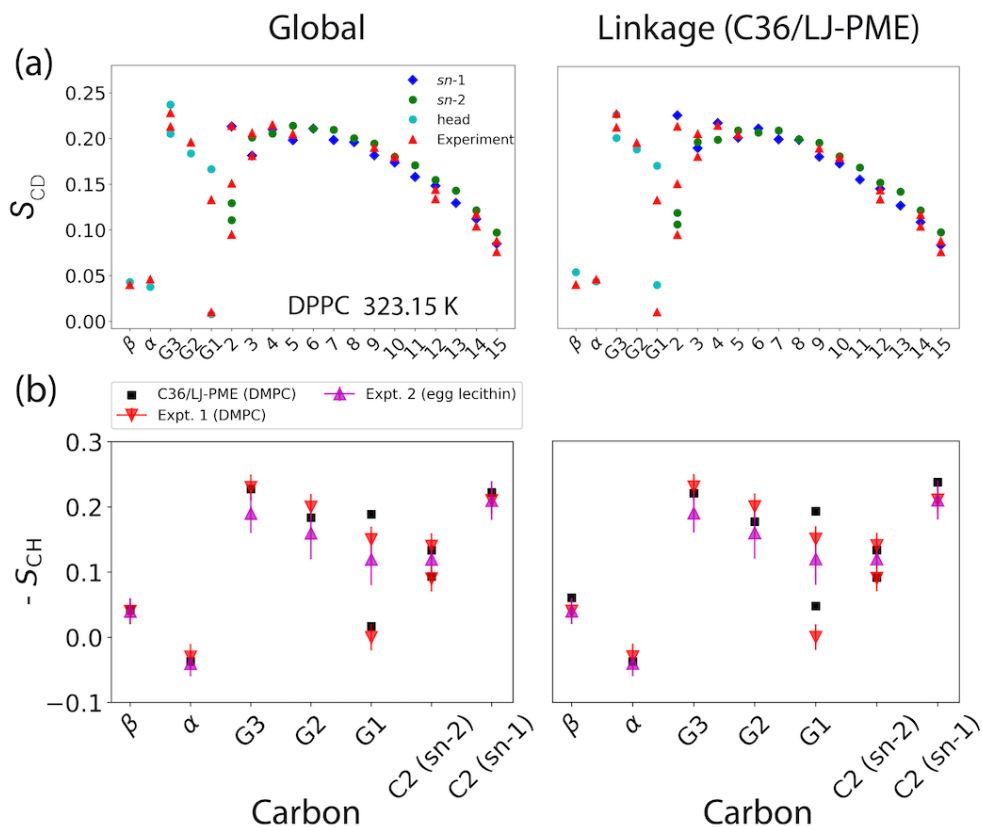 Global
Linkage (C36/LJ-PME)
(a)
0.25
0.20
0.15
0.10
0.05
0.00
S_CD
sn-1
sn-2
head
Experiment
DPPC 323.15 K
β α G3 G2 G1 2 3 4 5 6 7 8 9 10 11 12 13 14 15
β α G3 G2 G1 2 3 4 5 6 7 8 9 10 11 12 13 14 15
(b)
C36/LJ-PME (DMPC)
Expt. 1 (DMPC)
Expt. 2 (egg lecithin)
0.3
0.2
0.1
0.0
−0.1
- S_CH
β α G3 G2 G1 C2 (sn-2) C2 (sn-1)
β α G3 G2 G1 C2 (sn-2) C2 (sn-1)
Carbon
Carbon